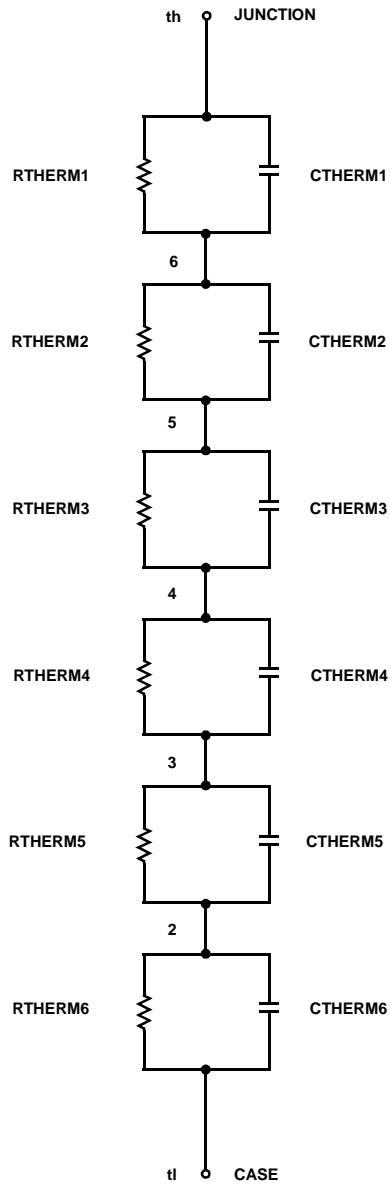 th JUNCTION
RTHERM1 CTHERM1
6
RTHERM2 CTHERM2
5
RTHERM3 CTHERM3
4
RTHERM4 CTHERM4
3
RTHERM5 CTHERM5
2
RTHERM6 CTHERM6
tl CASE